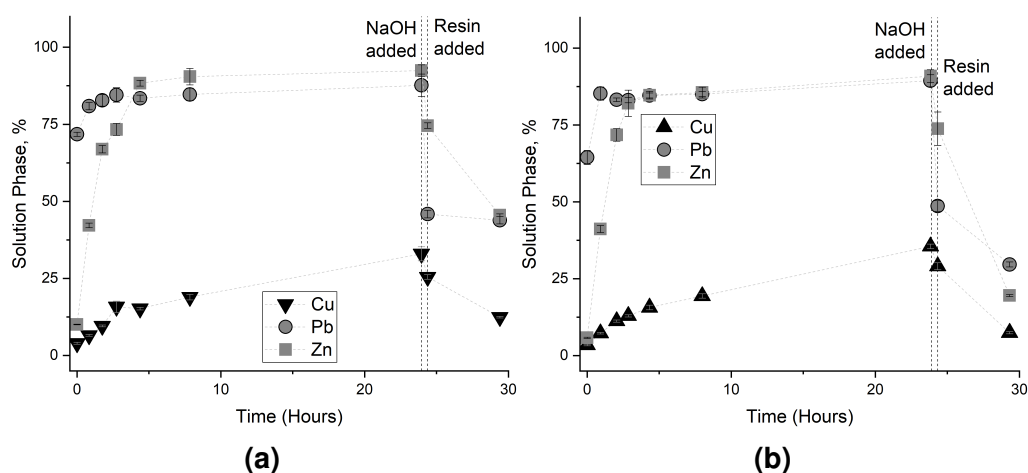 NaOH
added
Resin
added
100
75
50
25
0
Solution Phase, %
Cu
Pb
Zn
0
10
20
30
Time (Hours)
(a)
NaOH
added
Resin
added
100
75
50
25
0
Solution Phase, %
Cu
Pb
Zn
0
10
20
30
Time (Hours)
(b)